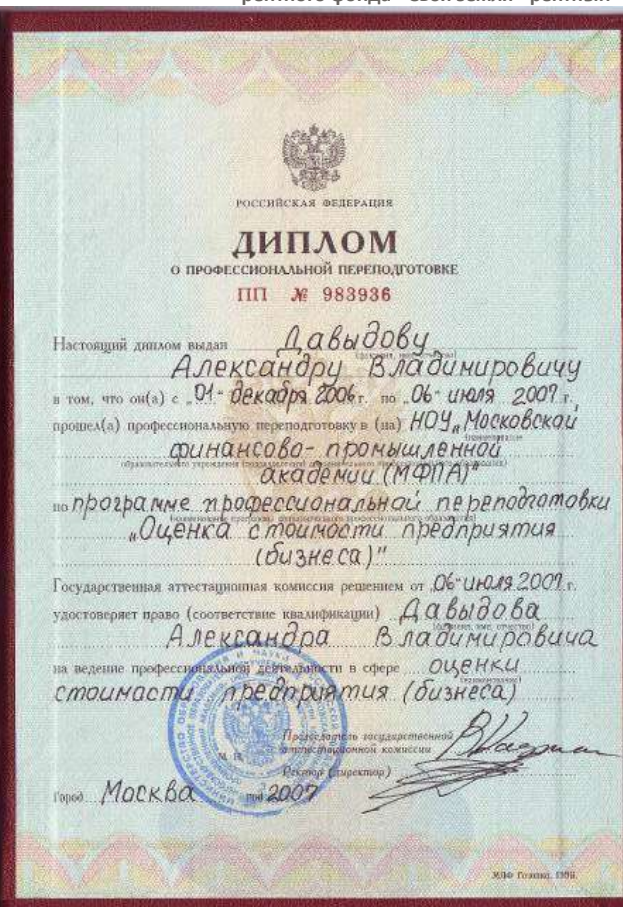 РОССИЙСКАЯ ФЕДЕРАЦИЯ
ДИПЛОМ
О ПРОФЕССИОНАЛЬНОЙ ПЕРЕПОДГОТОВКЕ
ПП № 983936
Настоящий диплом выдан Давыдову
Александру Владимировичу
в том, что он(а) с „01" декабря 2006 г. по „06" июля 2007 г.
прошел(а) профессиональную переподготовку в (на) НОУ „Московской
финансово-промышленной
академии (МФПА)"
по программе профессиональной переподготовки
„Оценка стоимости предприятия
(бизнеса)"
Государственная аттестационная комиссия решением от „06" июля 2007 г.
удостоверяет право (соответствие квалификации) Давыдова
(фамилия, имя, отчество)
Александра Владимировича
на ведение профессиональной деятельности в сфере оценки
стоимости предприятия (бизнеса)
Председатель государственной
аттестационной комиссии
М. П.
Ректор (директор)
Город Москва год 2007